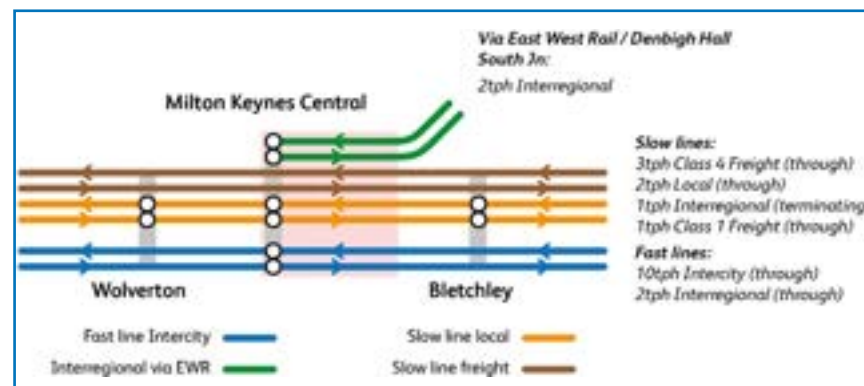 Via East West Rail / Denbigh Hall
South Jn:
2tph Interregional
Milton Keynes Central
Slow lines:
3tph Class 4 Freight (through)
2tph Local (through)
1tph Interregional (terminating
1tph Class 1 Freight (through)
Fast lines:
10tph Intercity (through)
2tph Interregional (through)
Wolverton
Bletchley
Fast line Intercity
Slow line local
Interregional via EWR
Slow line freight